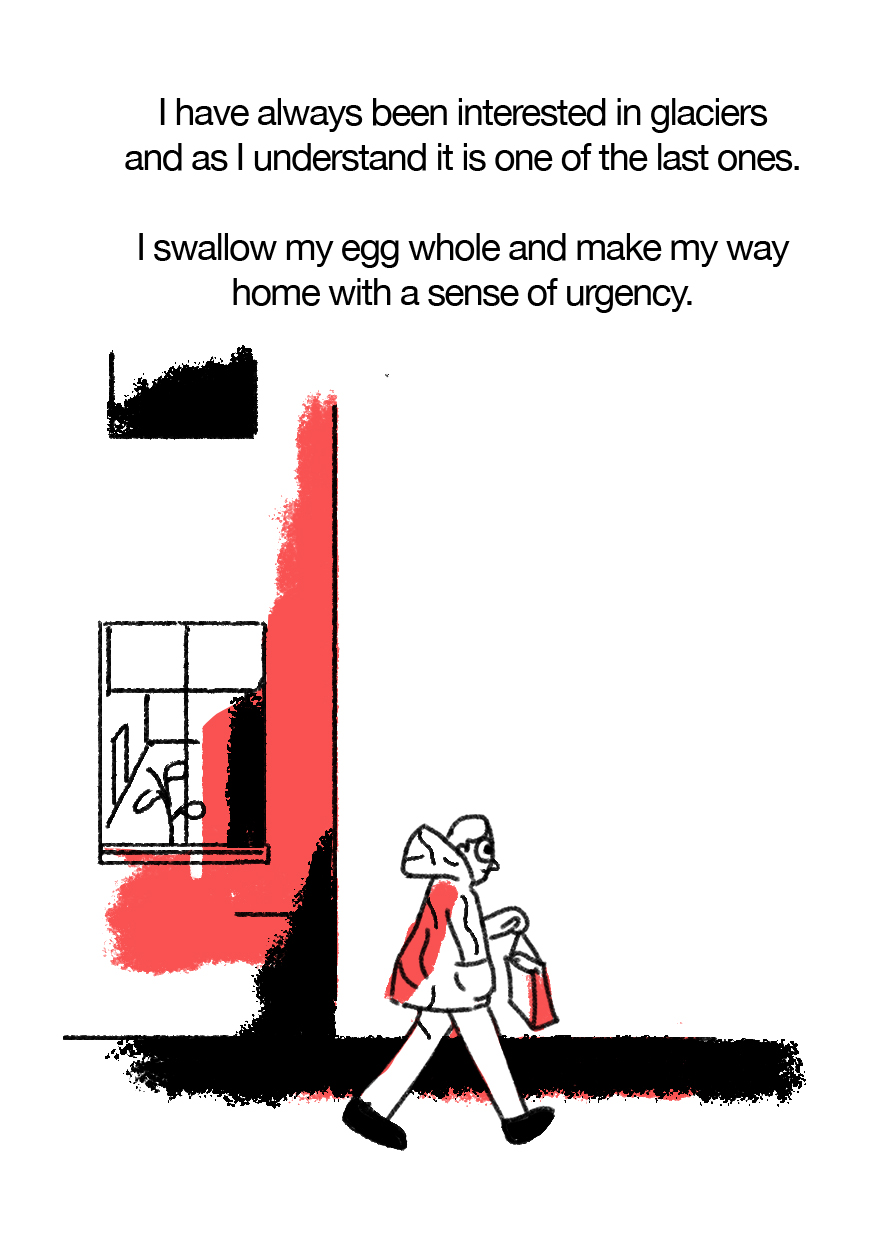 I have always been interested in glaciers
and as I understand it is one of the last ones.
I swallow my egg whole and make my way
home with a sense of urgency.